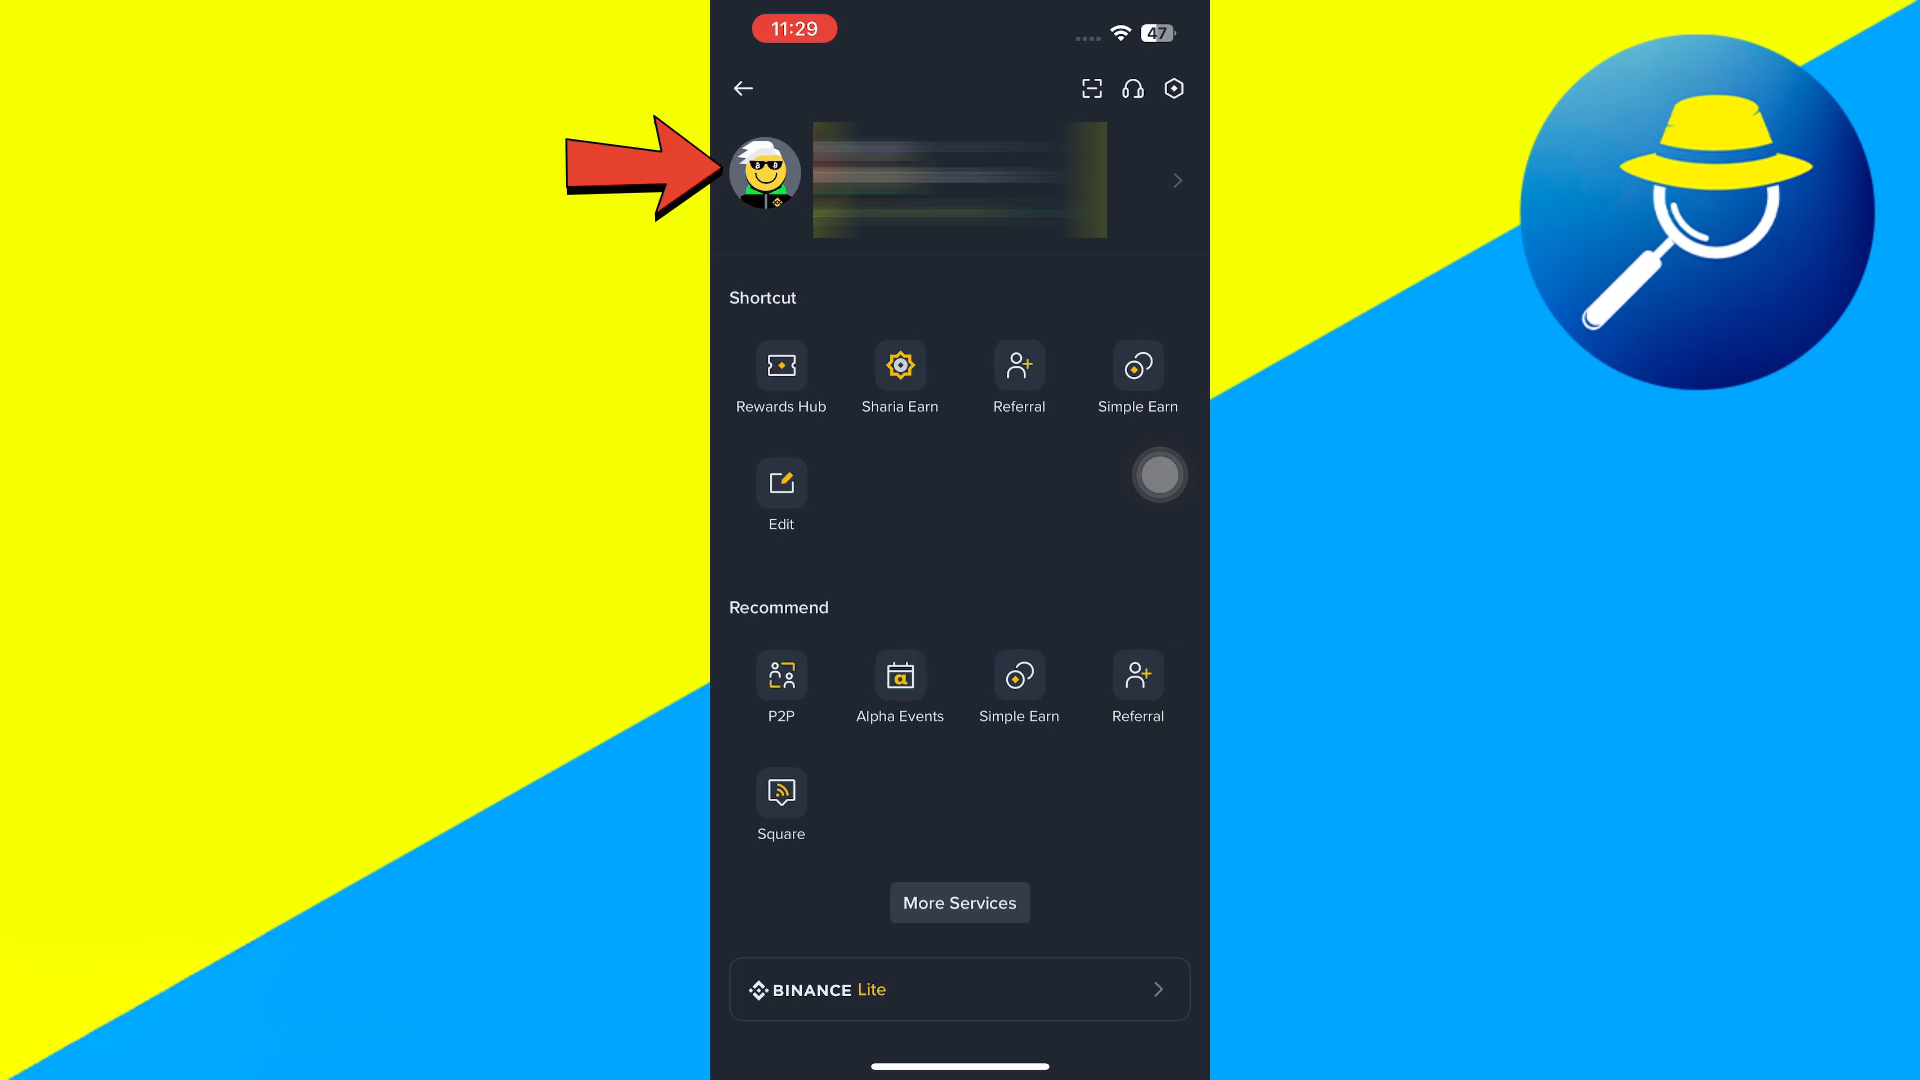 11:29
47
Shortcut
Rewards Hub
Sharia Earn
Referral
Simple Earn
Edit
Recommend
P2P
Alpha Events
Simple Earn
Referral
Square
More Services
BINANCE Lite